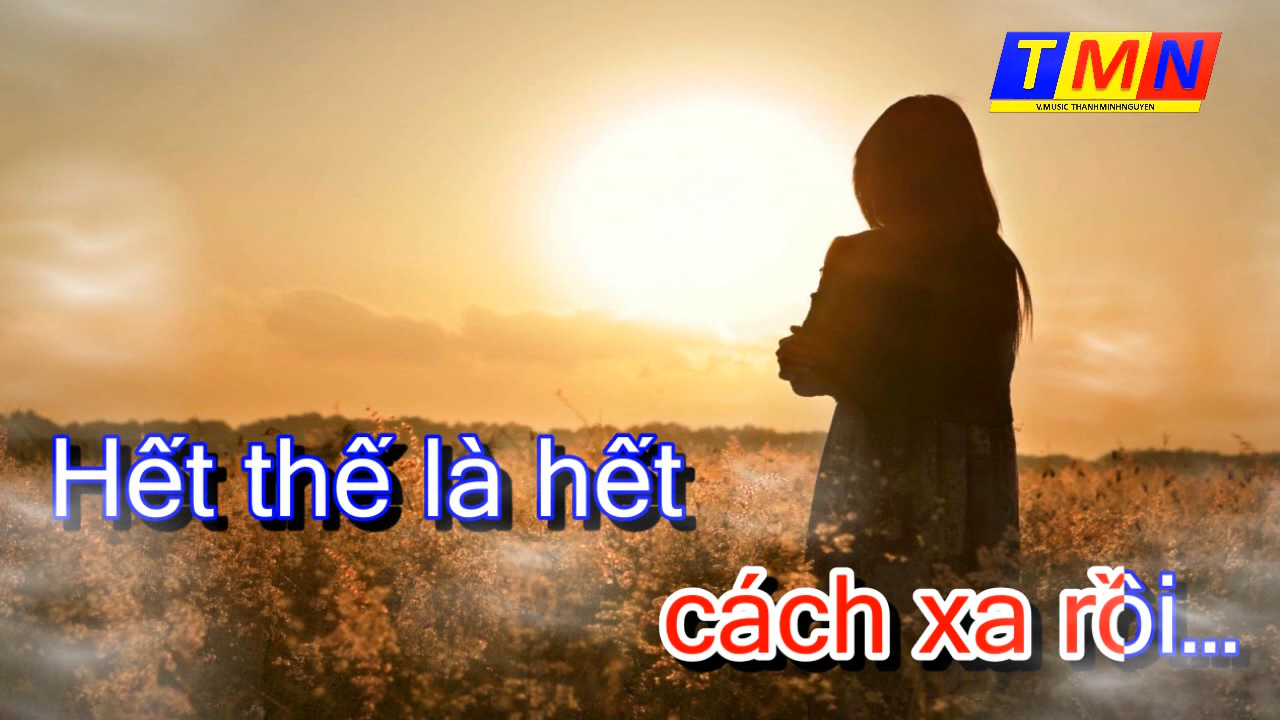 TMN
V.MUSIC THANHMINHNGUYEN
Hết thế là hết
cách xa rồi...